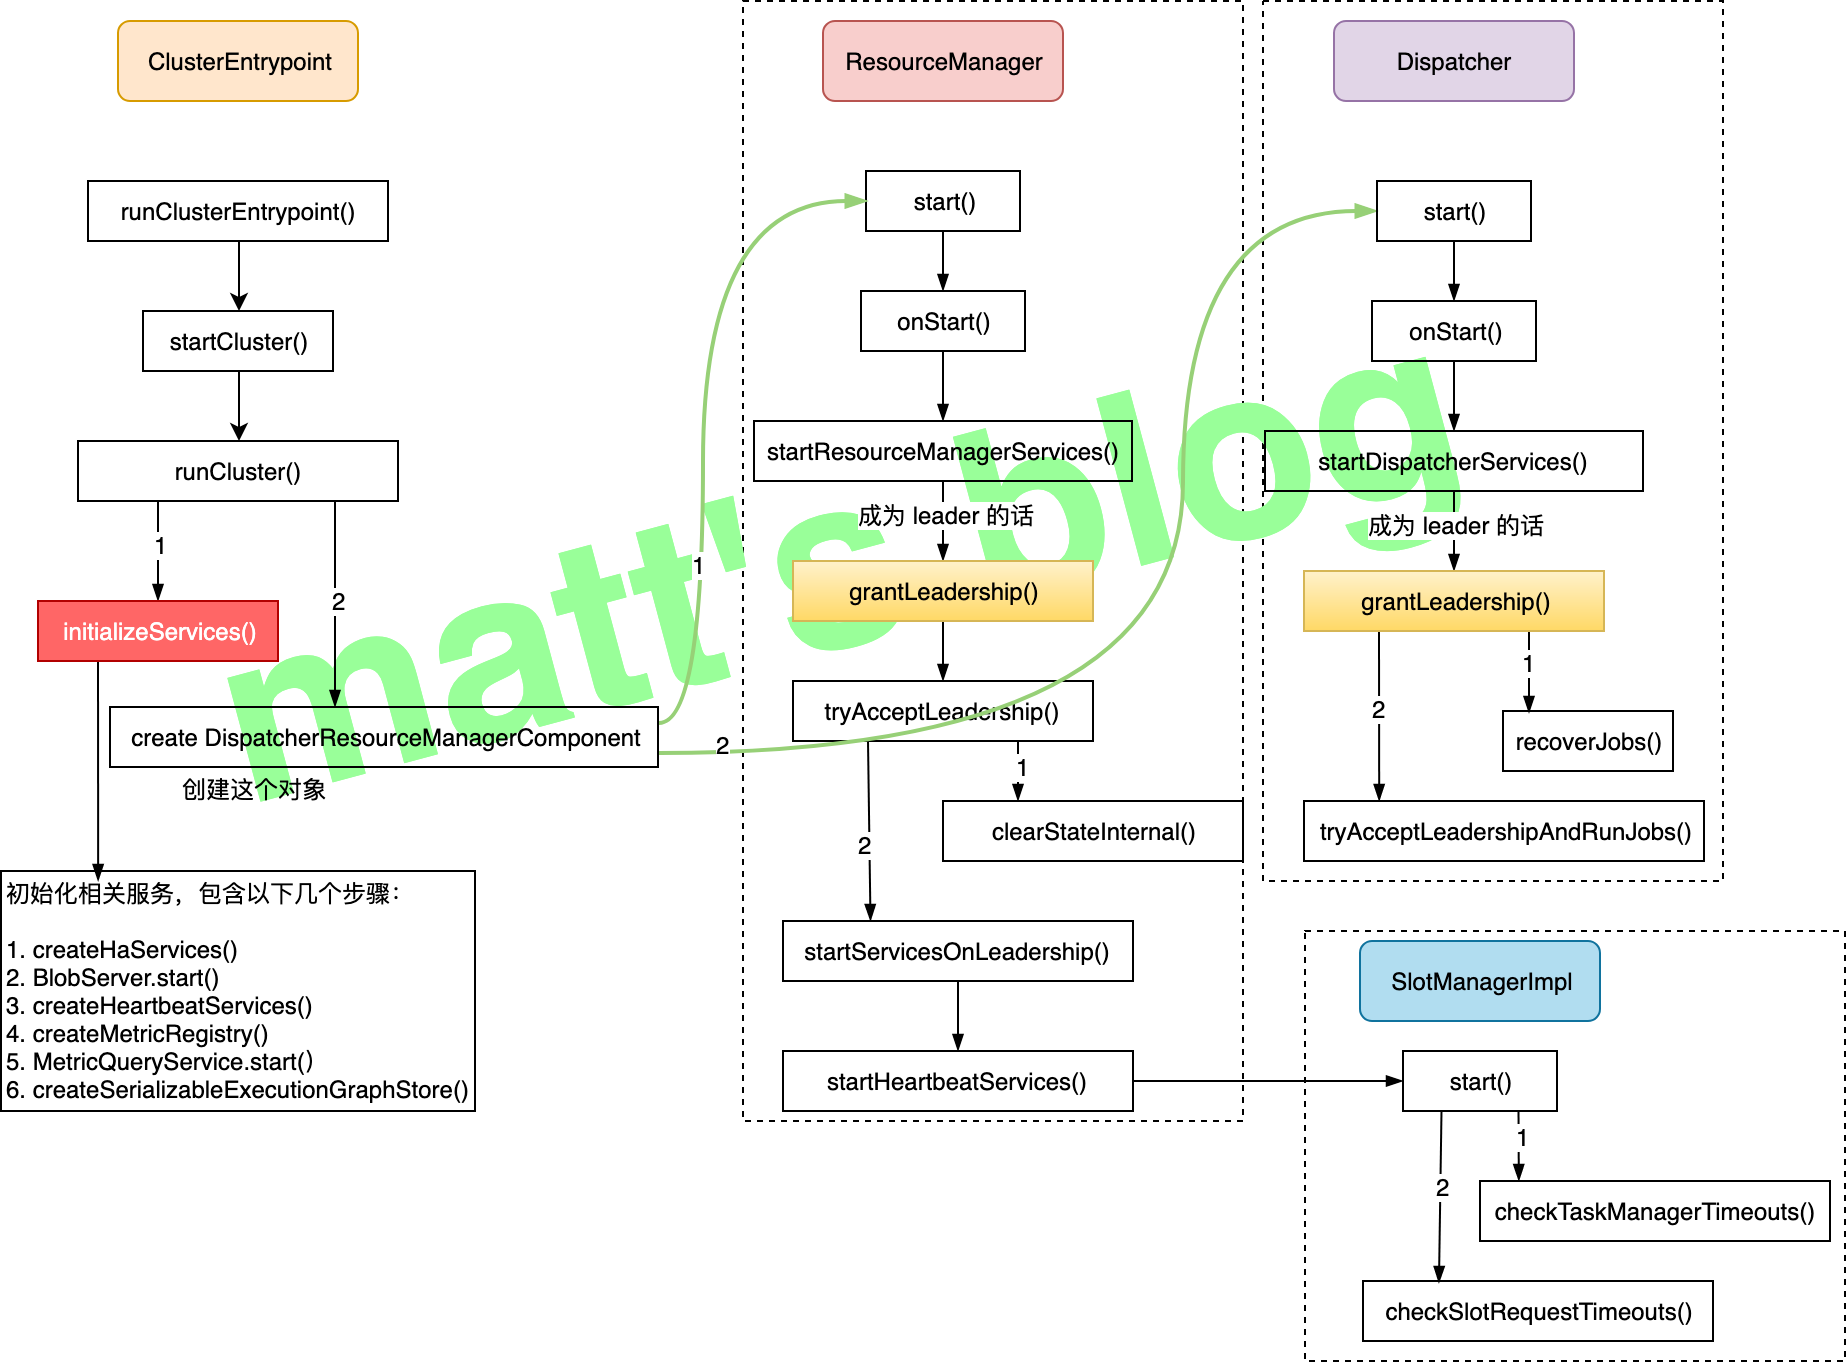 ClusterEntrypoint
runClusterEntrypoint()
startCluster()
runCluster()
1
2
initializeServices()
create DispatcherResourceManagerComponent
创建这个对象
初始化相关服务，包含以下几个步骤：
1. createHaServices()
2. BlobServer.start()
3. createHeartbeatServices()
4. createMetricRegistry()
5. MetricQueryService.start()
6. createSerializableExecutionGraphStore()
1
2
ResourceManager
start()
onStart()
startResourceManagerServices()
成为 leader 的话
grantLeadership()
tryAcceptLeadership()
1
2
clearStateInternal()
startServicesOnLeadership()
startHeartbeatServices()
Dispatcher
start()
onStart()
startDispatcherServices()
成为 leader 的话
grantLeadership()
1
2
recoverJobs()
tryAcceptLeadershipAndRunJobs()
SlotManagerImpl
start()
1
2
checkTaskManagerTimeouts()
checkSlotRequestTimeouts()
matt's blog